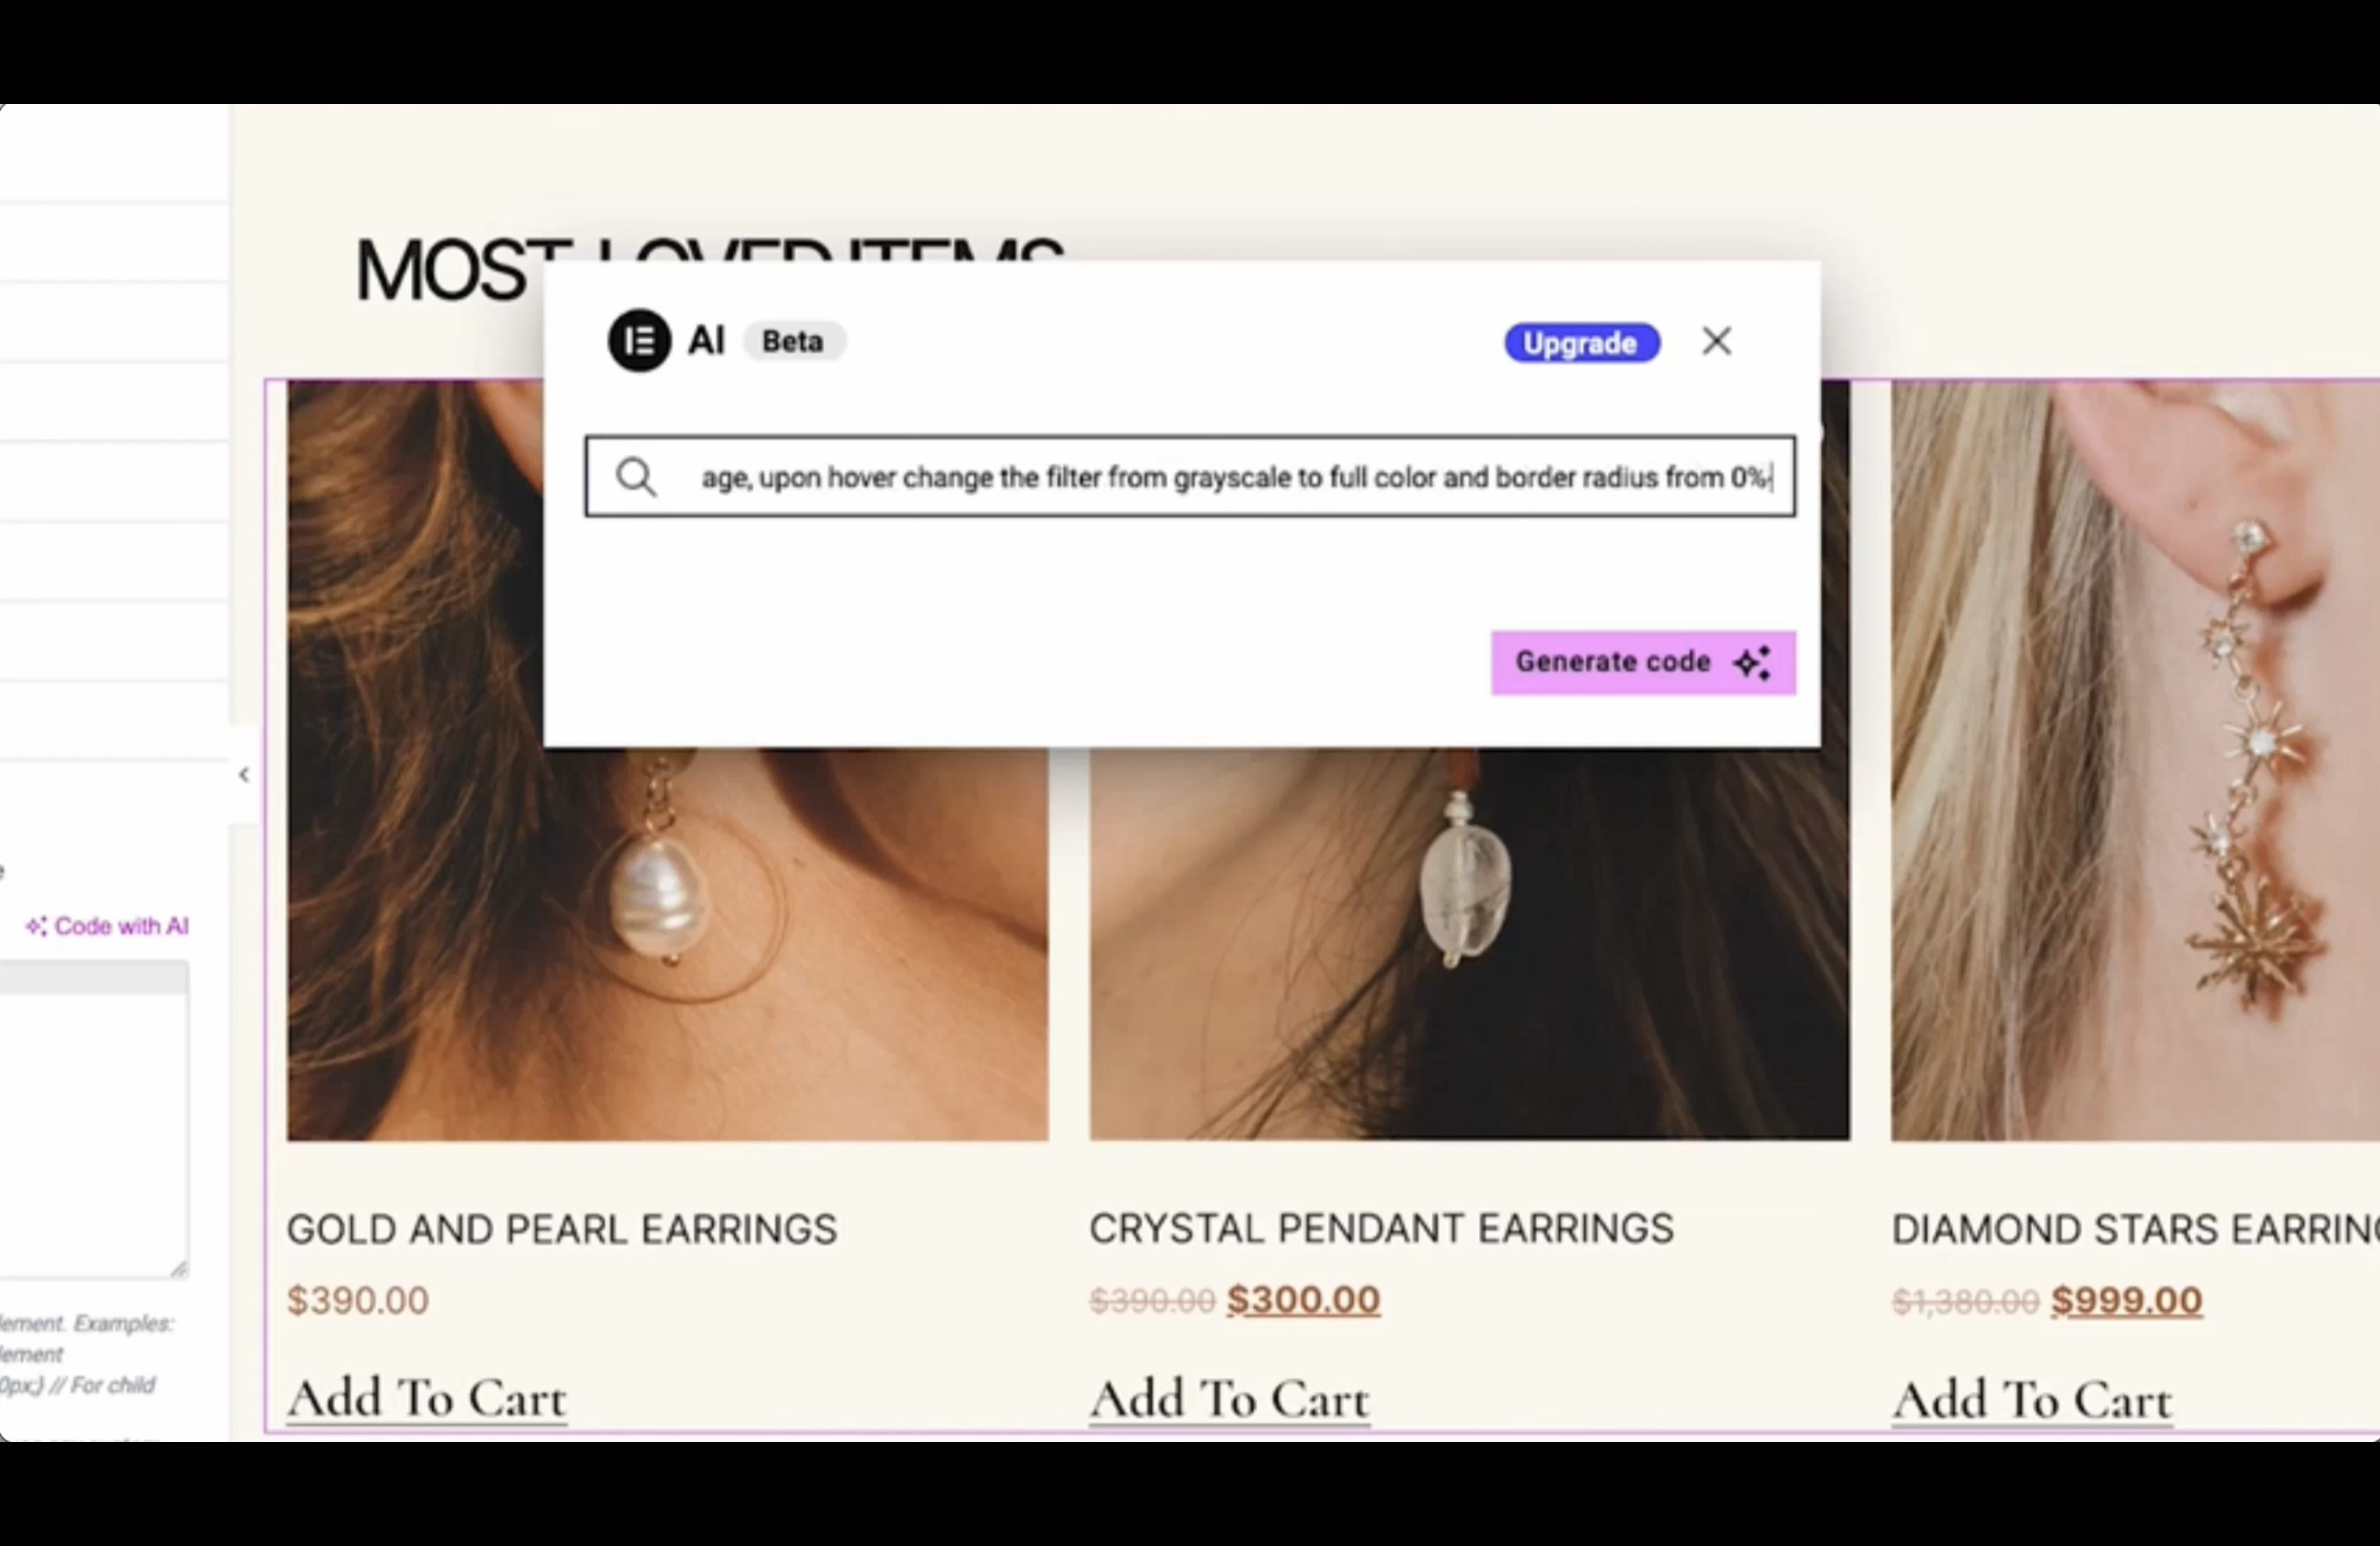 MOST LOVED ITEMS
AI Beta
Upgrade
age, upon hover change the filter from grayscale to full color and border radius from 0%
Generate code
Code with AI
lement. Examples:
lement
0px;} // For child
GOLD AND PEARL EARRINGS
$390.00
Add To Cart
CRYSTAL PENDANT EARRINGS
$390.00 $300.00
Add To Cart
DIAMOND STARS EARRING
$1,380.00 $999.00
Add To Cart